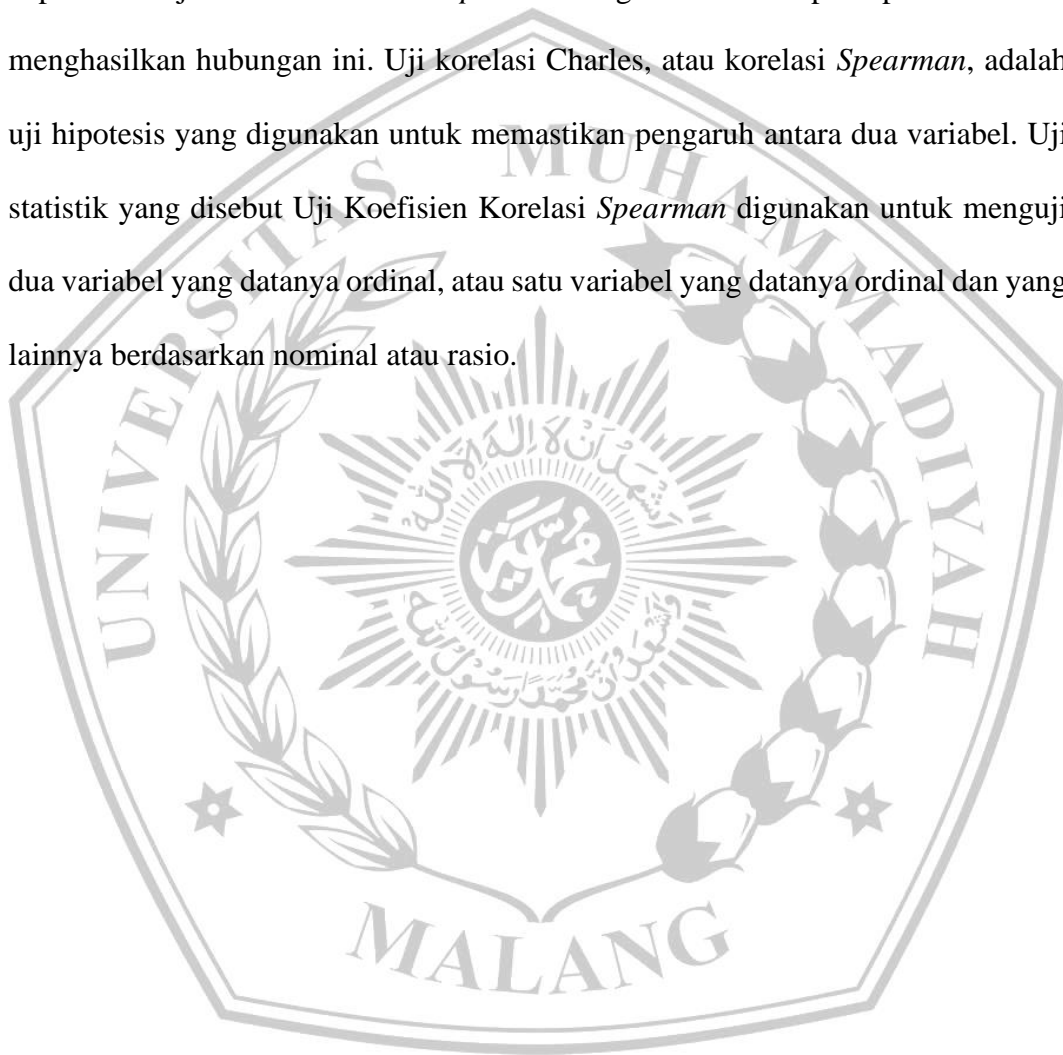 menghasilkan hubungan ini. Uji korelasi Charles, atau korelasi Spearman, adalah
uji hipotesis yang digunakan untuk memastikan pengaruh antara dua variabel. Uji
statistik yang disebut Uji Koefisien Korelasi Spearman digunakan untuk menguji
dua variabel yang datanya ordinal, atau satu variabel yang datanya ordinal dan yang
lainnya berdasarkan nominal atau rasio.
UNIVERSITAS MUHAMMADIYAH
MALANG